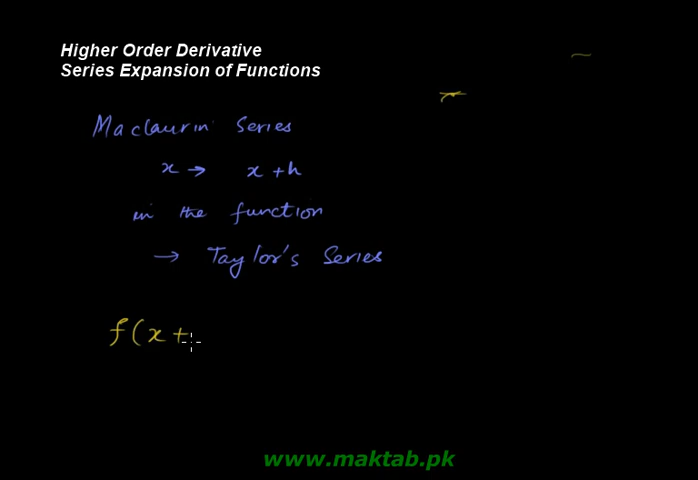 Higher Order Derivative
Series Expansion of Functions
Maclaurin Series
x → x + h
in the function
→ Taylor's Series
f(x +
www.maktab.pk